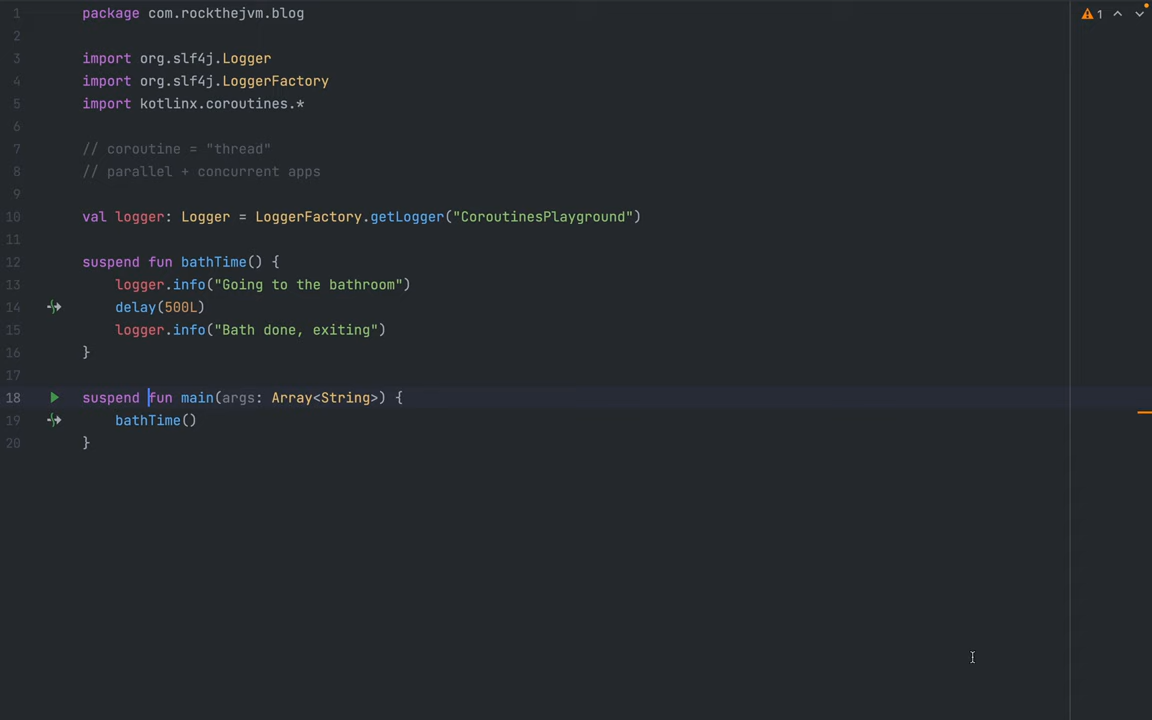 1 package com.rockthejvm.blog
2
3 import org.slf4j.Logger
4 import org.slf4j.LoggerFactory
5 import kotlinx.coroutines.*
6
7 // coroutine = "thread"
8 // parallel + concurrent apps
9
10 val logger: Logger = LoggerFactory.getLogger("CoroutinesPlayground")
11
12 suspend fun bathTime() {
13     logger.info("Going to the bathroom")
14     delay(500L)
15     logger.info("Bath done, exiting")
16 }
17
18 suspend fun main(args: Array<String>) {
19     bathTime()
20 }
1